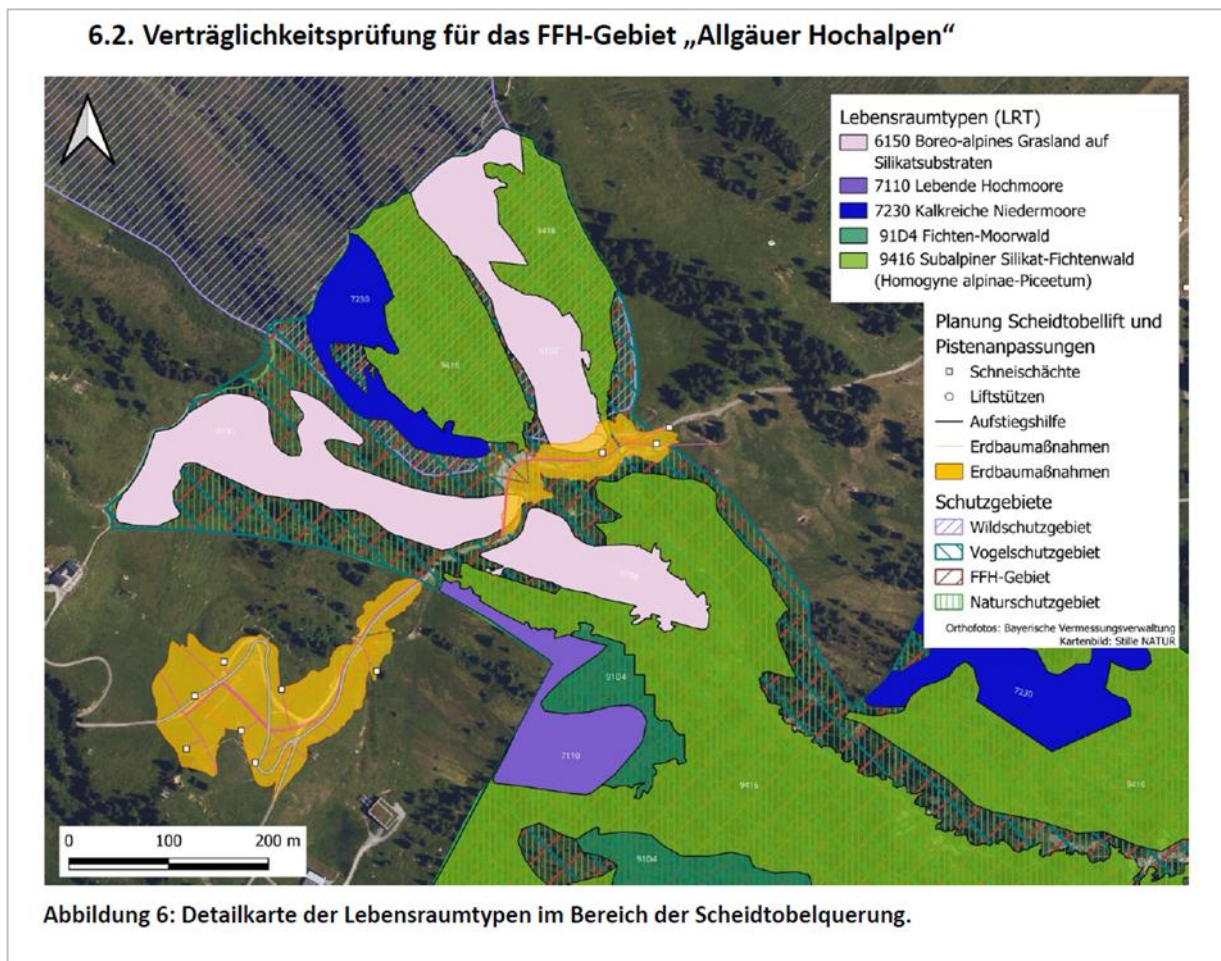 6.2. Verträglichkeitsprüfung für das FFH-Gebiet „Allgäuer Hochalpen“
Lebensraumtypen (LRT)
6150 Boreo-alpines Grasland auf
Silikatsubstraten
7110 Lebende Hochmoore
7230 Kalkreiche Niedermoore
91D4 Fichten-Moorwald
9416 Subalpiner Silikat-Fichtenwald
(Homogyne alpinae-Piceetum)
Planung Scheidtobellift und
Pistenanpassungen
Schneischächte
Liftstützen
Aufstiegshilfe
Erdbaumaßnahmen
Erdbaumaßnahmen
Schutzgebiete
Wildschutzgebiet
Vogelschutzgebiet
FFH-Gebiet
Naturschutzgebiet
Orthofotos: Bayerische Vermessungsverwaltung
Kartenbild: Stille NATUR
9416
7230
9416
91D4
7230
7110
9416
9416
91D4
0 100 200 m
Abbildung 6: Detailkarte der Lebensraumtypen im Bereich der Scheidtobelquerung.